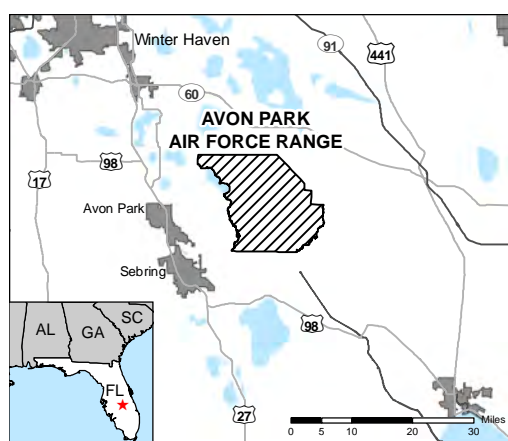 Winter Haven
91
441
60
AVON PARK
AIR FORCE RANGE
98
17
Avon Park
Sebring
98
27
AL
GA
SC
FL
Miles
0 5 10 20 30